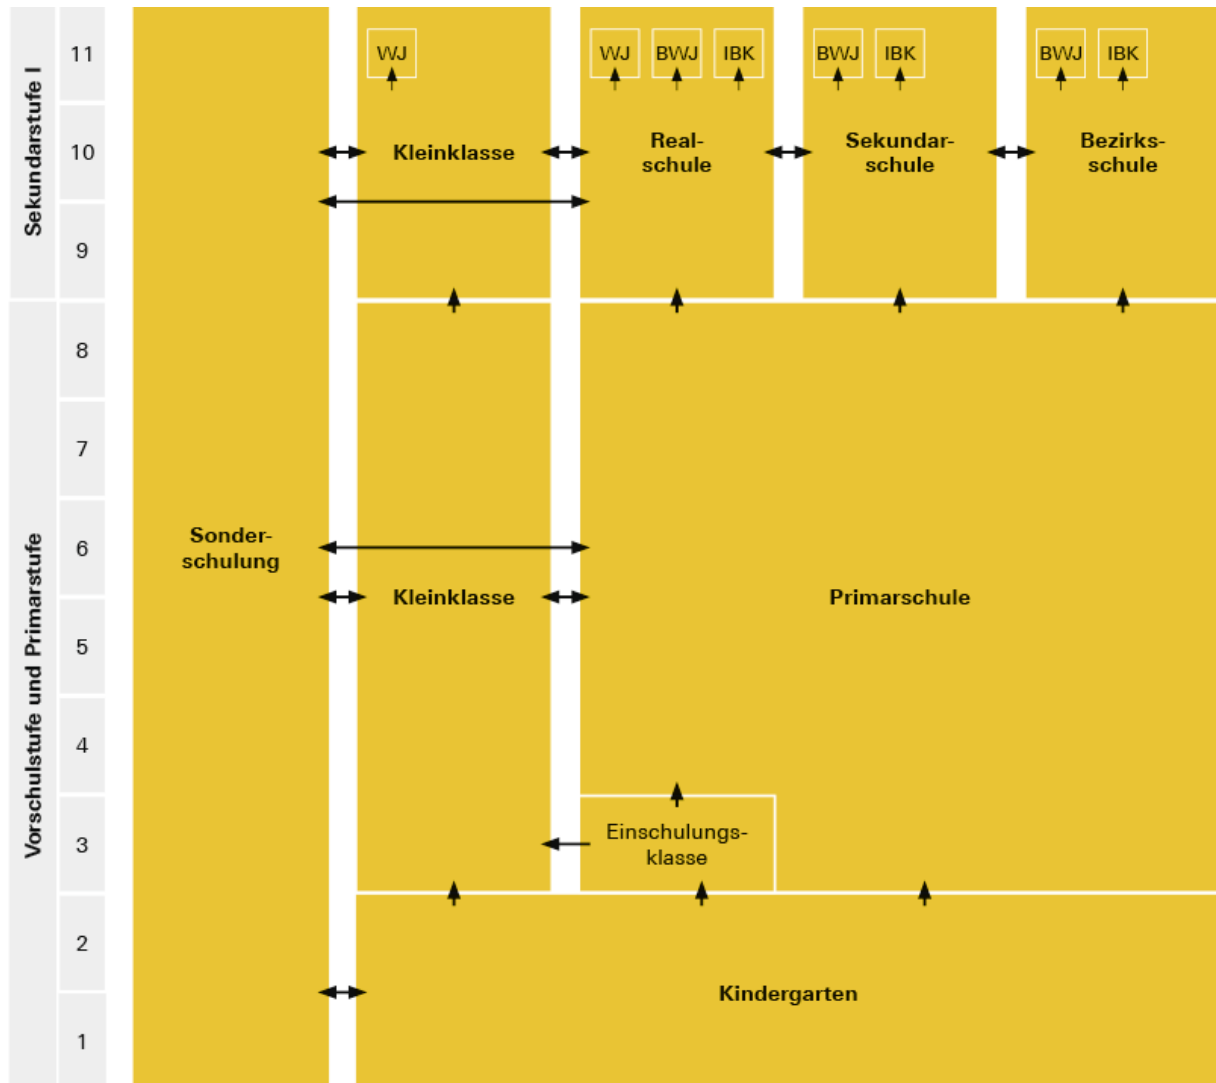 Sekundarstufe I
11
WJ
WJ
BWJ
IBK
BWJ
IBK
BWJ
IBK
10
Kleinklasse
Real-
schule
Sekundar-
schule
Bezirks-
schule
9
Vorschulstufe und Primarstufe
8
7
6
Sonder-
schulung
Kleinklasse
Primarschule
5
4
3
Einschulungs-
klasse
2
Kindergarten
1